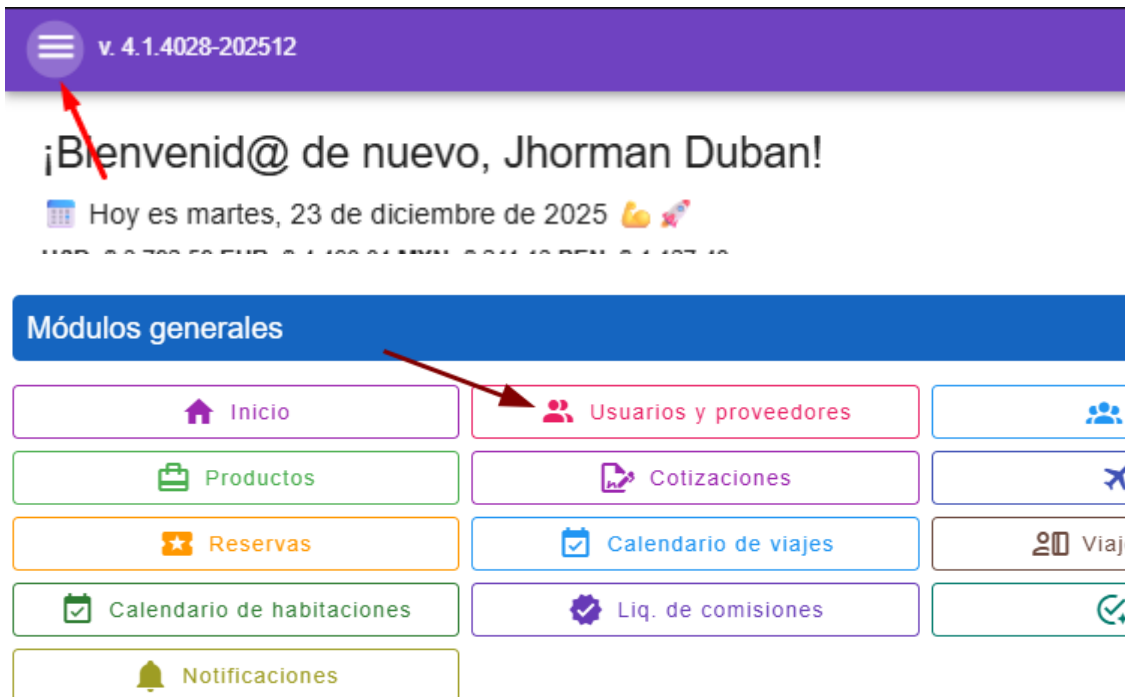 v. 4.1.4028-202512
¡Bienvenid@ de nuevo, Jhorman Duban!
Hoy es martes, 23 de diciembre de 2025
Módulos generales
Inicio
Usuarios y proveedores
Productos
Cotizaciones
Reservas
Calendario de viajes
Viaj
Calendario de habitaciones
Liq. de comisiones
Notificaciones